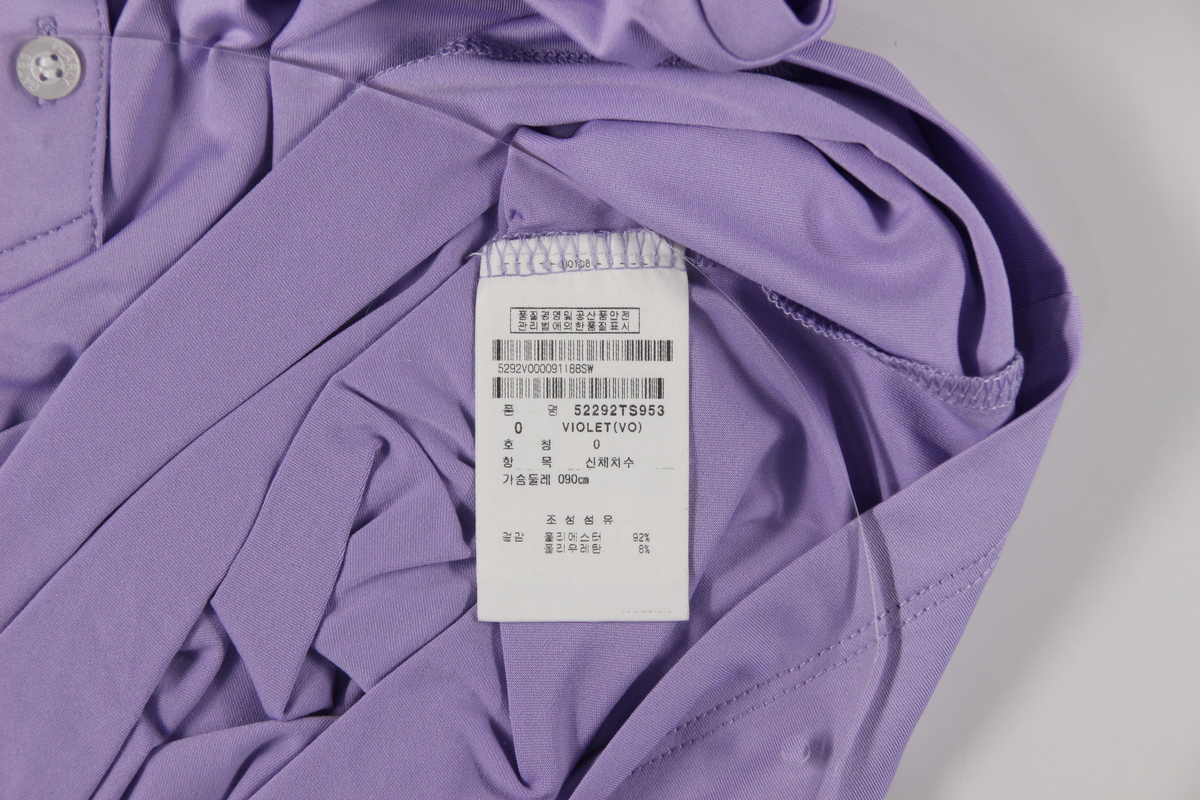 110108
품질경영및공산품안전
관리법에의한품질표시
5292V000091188SW
품 명 52292TS953
0 VIOLET(VO)
호 칭 0
항 목 신체치수
가슴둘레 090cm
조성섬유
겉감 폴리에스터 92%
폴리우레탄 8%